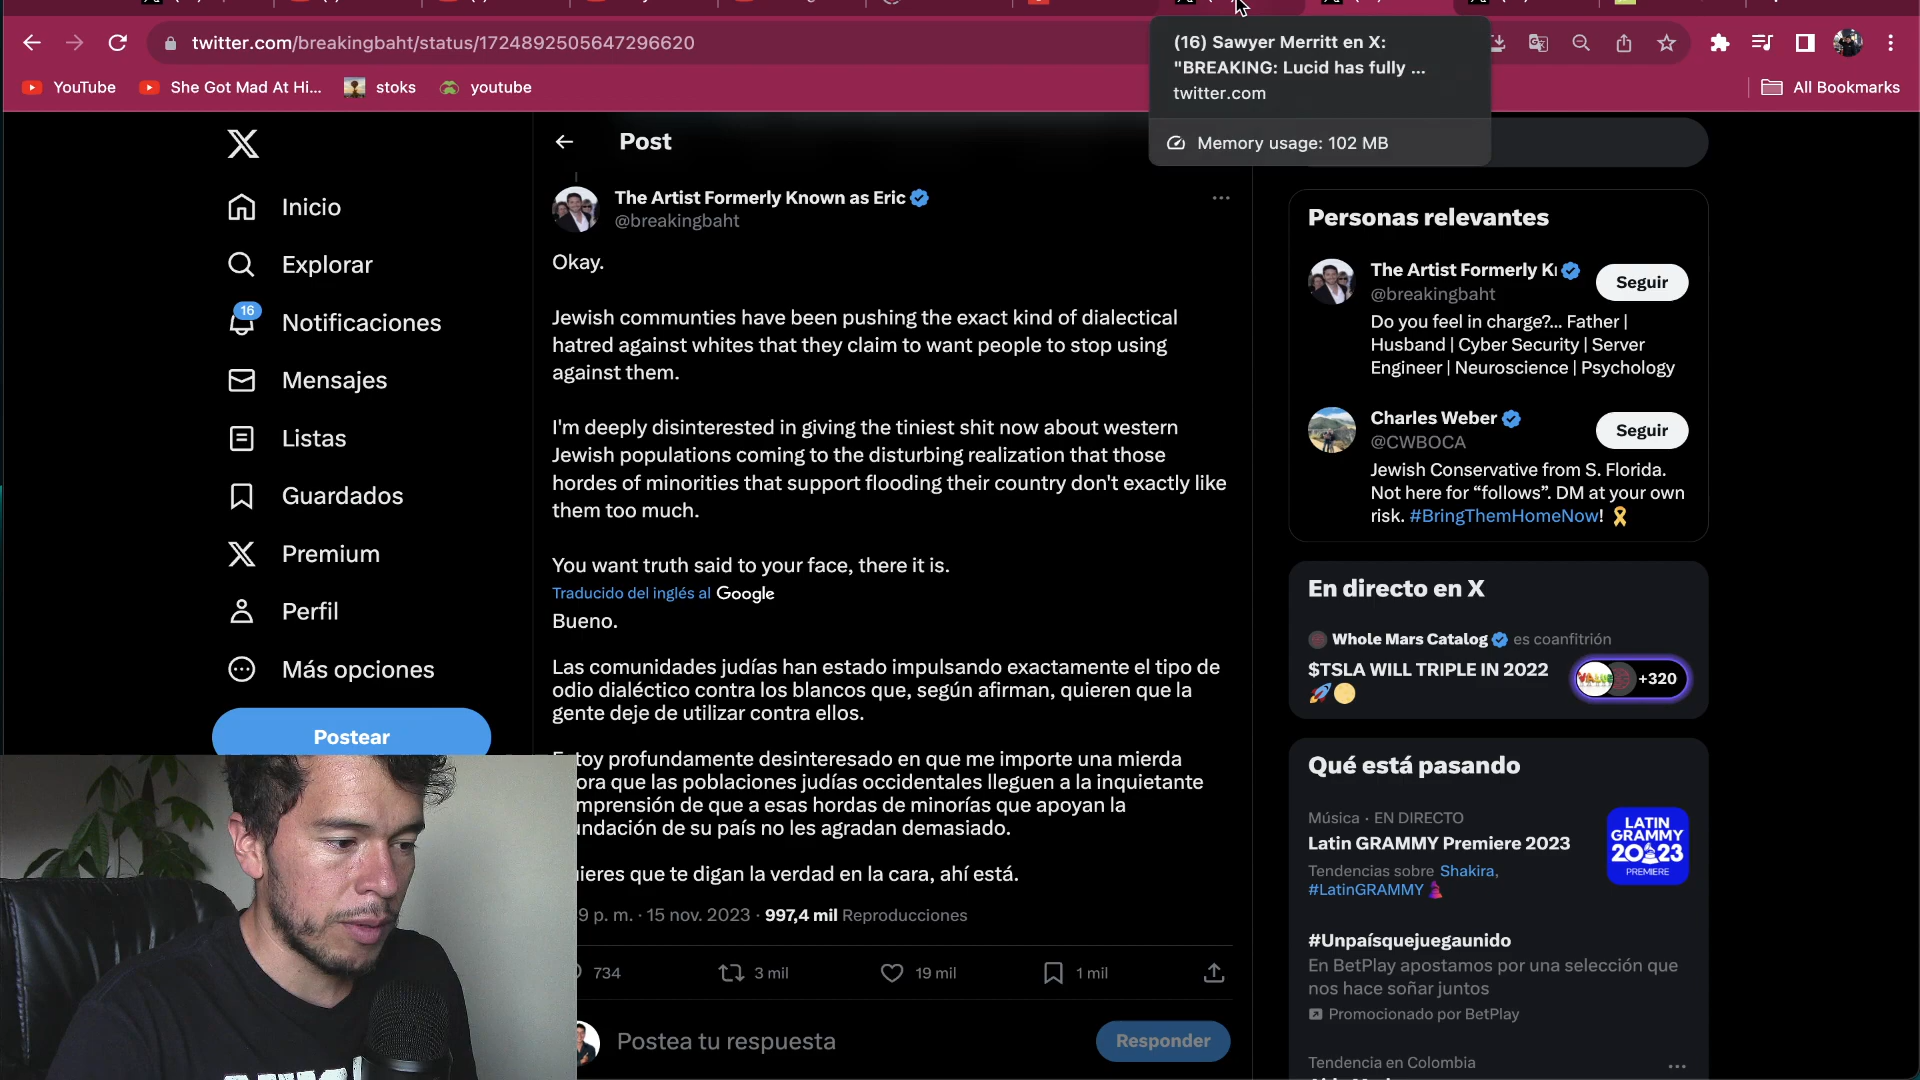 twitter.com/breakingbaht/status/1724892505647296620
(16) Sawyer Merritt en X:
"BREAKING: Lucid has fully ...
twitter.com
Memory usage: 102 MB
YouTube
She Got Mad At Hi...
stoks
youtube
All Bookmarks
Inicio
Explorar
16
Notificaciones
Mensajes
Listas
Guardados
Premium
Perfil
Más opciones
Postear
Post
The Artist Formerly Known as Eric
@breakingbaht
Okay.
Jewish communties have been pushing the exact kind of dialectical
hatred against whites that they claim to want people to stop using
against them.
I'm deeply disinterested in giving the tiniest shit now about western
Jewish populations coming to the disturbing realization that those
hordes of minorities that support flooding their country don't exactly like
them too much.
You want truth said to your face, there it is.
Traducido del inglés al Google
Bueno.
Las comunidades judías han estado impulsando exactamente el tipo de
odio dialéctico contra los blancos que, según afirman, quieren que la
gente deje de utilizar contra ellos.
Estoy profundamente desinteresado en que me importe una mierda
ora que las poblaciones judías occidentales lleguen a la inquietante
mprensión de que a esas hordas de minorías que apoyan la
undación de su país no les agradan demasiado.
uieres que te digan la verdad en la cara, ahí está.
9 p. m. · 15 nov. 2023 · 997,4 mil Reproducciones
734
3 mil
19 mil
1 mil
Postea tu respuesta
Responder
Personas relevantes
The Artist Formerly Kı
@breakingbaht
Seguir
Do you feel in charge?... Father |
Husband | Cyber Security | Server
Engineer | Neuroscience | Psychology
Charles Weber
@CWBOCA
Seguir
Jewish Conservative from S. Florida.
Not here for “follows”. DM at your own
risk. #BringThemHomeNow! 🎗️
En directo en X
Whole Mars Catalog es coanfitrión
$TSLA WILL TRIPLE IN 2022
🚀🌕
+320
Qué está pasando
Música · EN DIRECTO
Latin GRAMMY Premiere 2023
Tendencias sobre Shakira,
#LatinGRAMMY
LATIN
GRAMMY
2023
PREMIERE
#Unpaísquejuegaunido
En BetPlay apostamos por una selección que
nos hace soñar juntos
Promocionado por BetPlay
Tendencia en Colombia